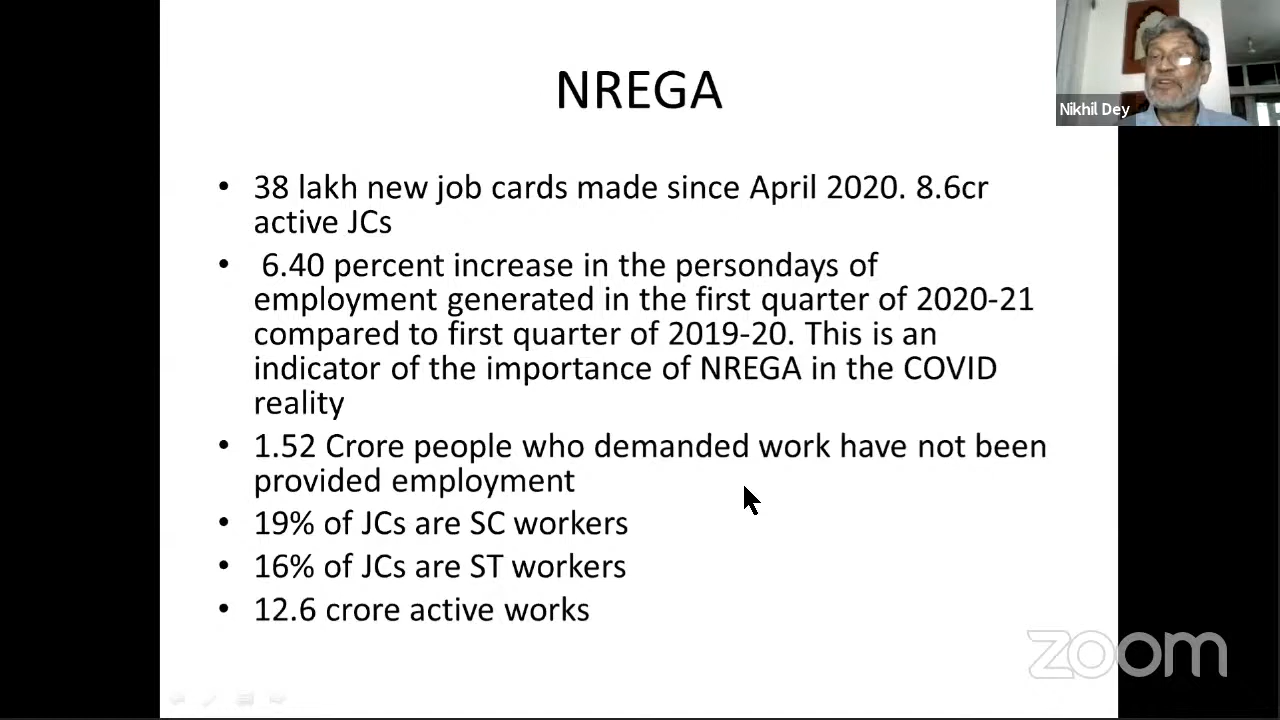 NREGA
Nikhil Dey
• 38 lakh new job cards made since April 2020. 8.6cr
active JCs
• 6.40 percent increase in the persondays of
employment generated in the first quarter of 2020-21
compared to first quarter of 2019-20. This is an
indicator of the importance of NREGA in the COVID
reality
• 1.52 Crore people who demanded work have not been
provided employment
• 19% of JCs are SC workers
• 16% of JCs are ST workers
• 12.6 crore active works
zoom